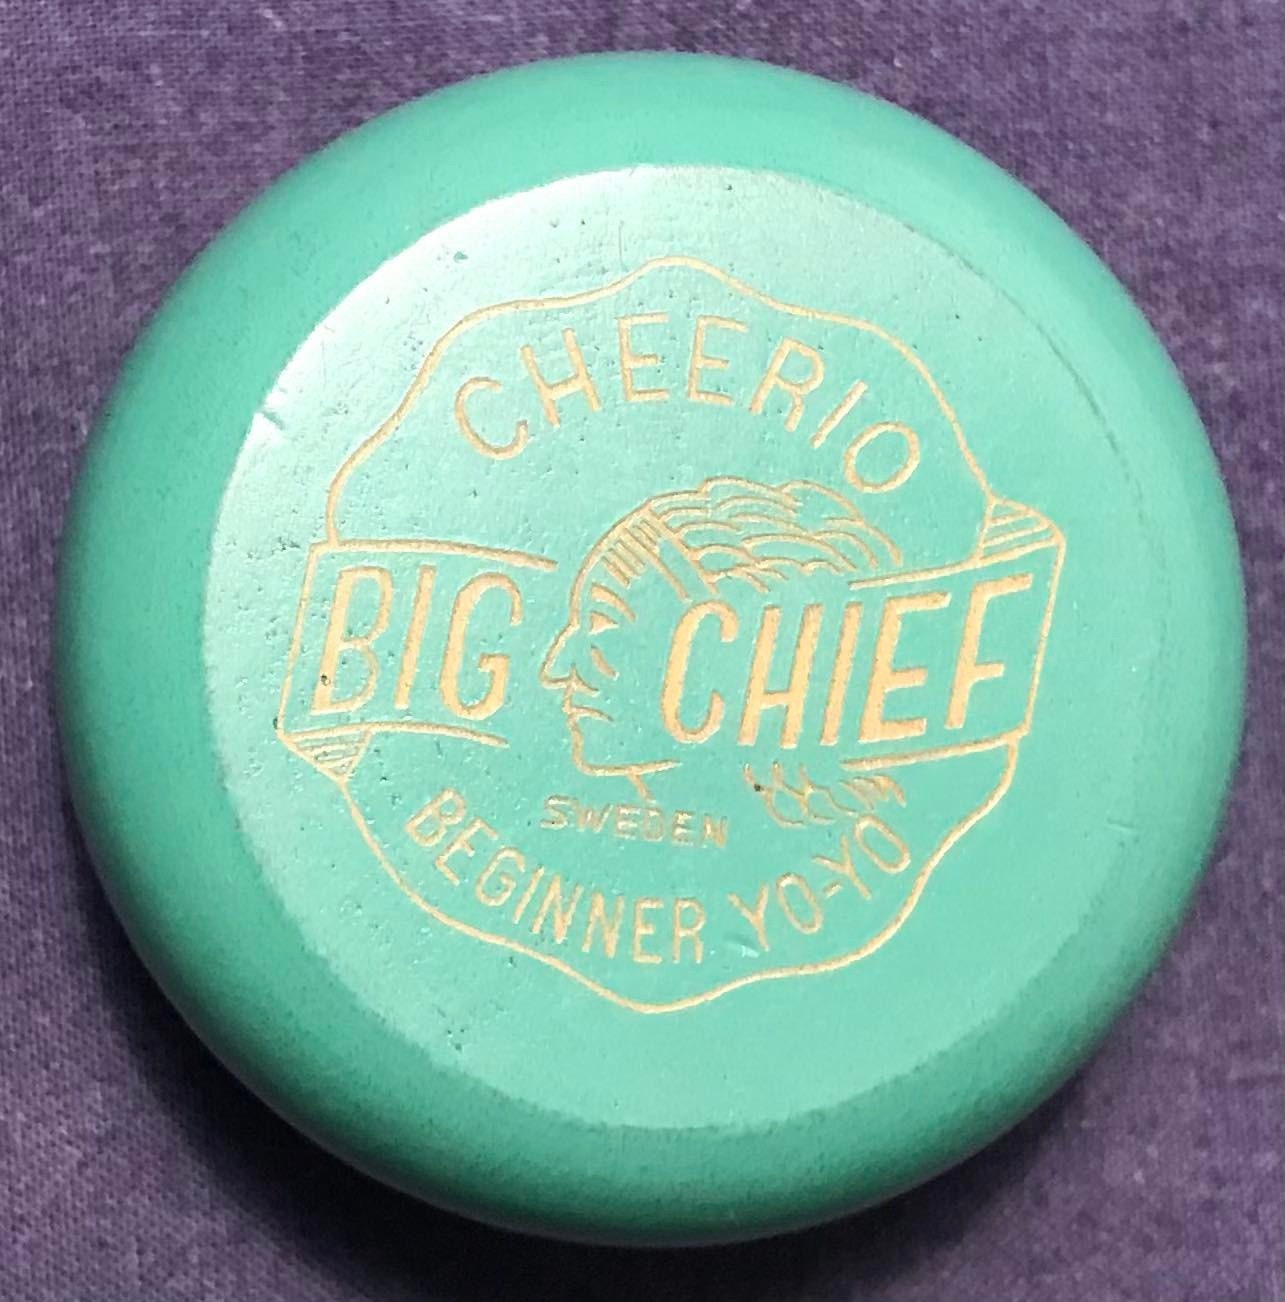 CHEERIO
BIG CHIEF
SWEDEN
BEGINNER YO-YO